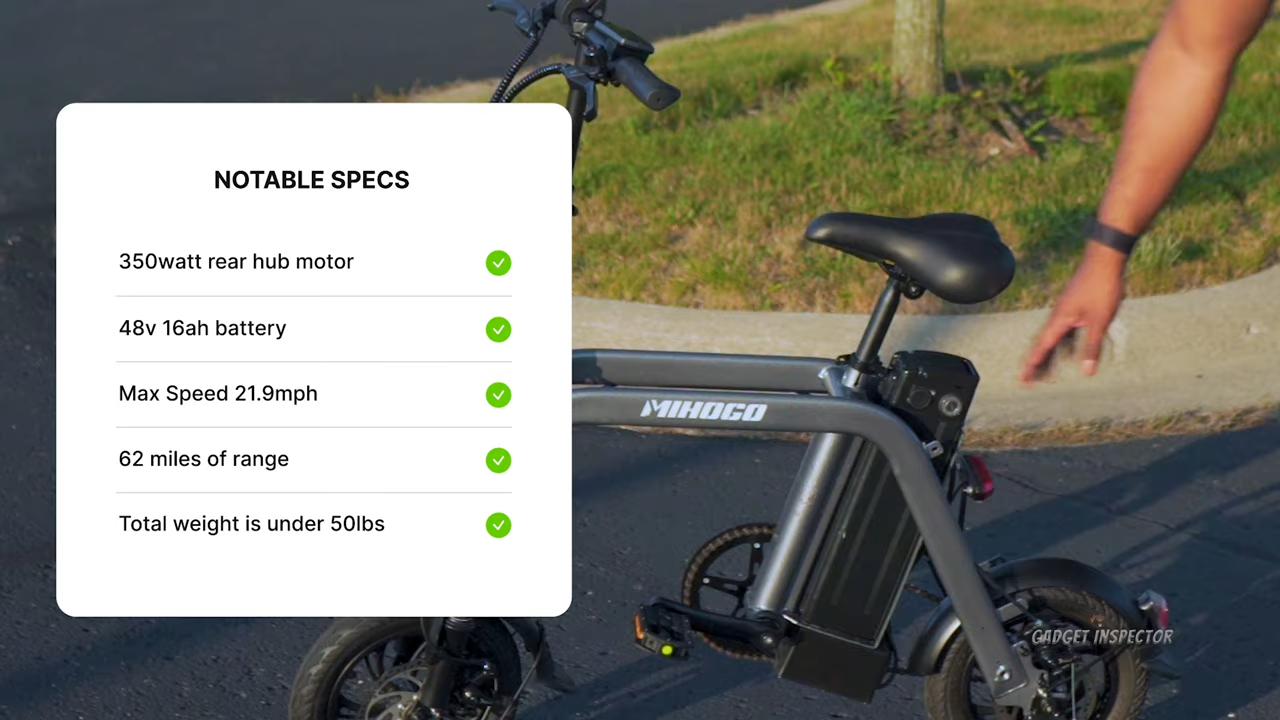 NOTABLE SPECS
350watt rear hub motor
48v 16ah battery
Max Speed 21.9mph
62 miles of range
Total weight is under 50lbs
MIHOGO
GADGET INSPECTOR